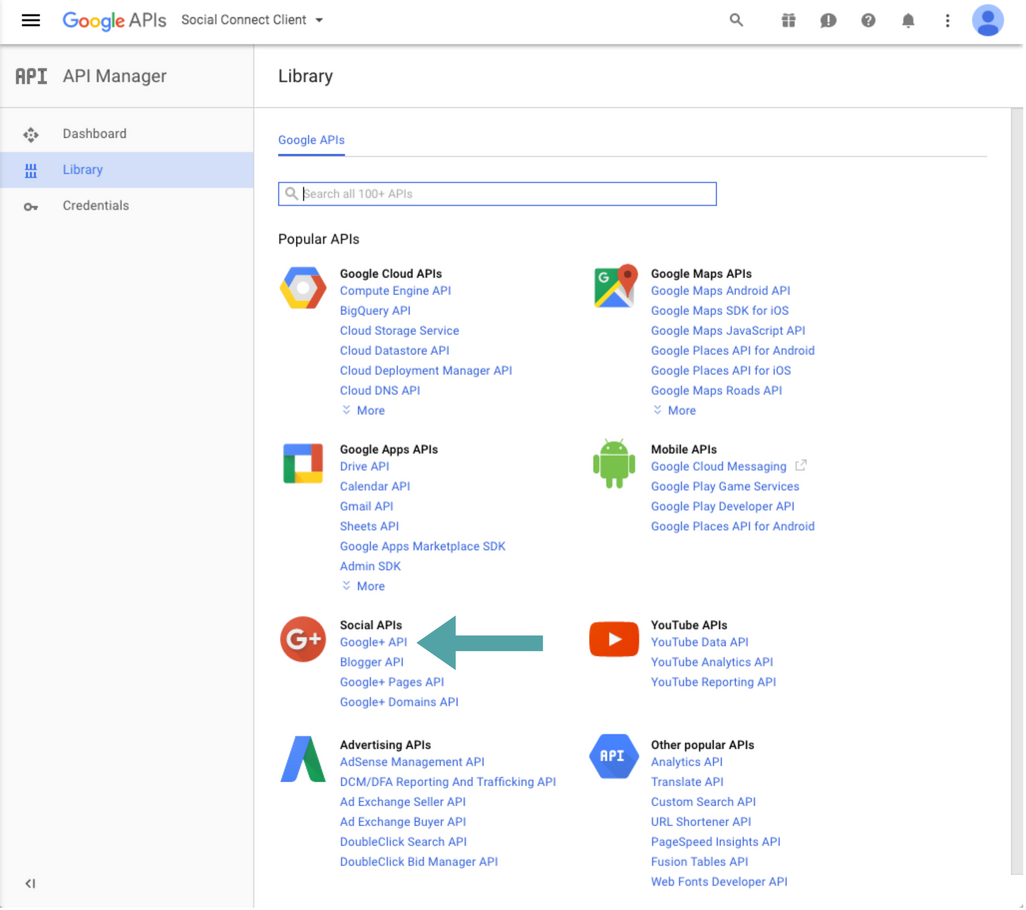 Google APIs Social Connect Client
API API Manager
Library
Dashboard
Library
Credentials
Google APIs
Search all 100+ APIs
Popular APIs
Google Cloud APIs
Compute Engine API
BigQuery API
Cloud Storage Service
Cloud Datastore API
Cloud Deployment Manager API
Cloud DNS API
More
G
Google Maps APIs
Google Maps Android API
Google Maps SDK for iOS
Google Maps JavaScript API
Google Places API for Android
Google Places API for iOS
Google Maps Roads API
More
Google Apps APIs
Drive API
Calendar API
Gmail API
Sheets API
Google Apps Marketplace SDK
Admin SDK
More
Mobile APIs
Google Cloud Messaging
Google Play Game Services
Google Play Developer API
Google Places API for Android
G+
Social APIs
Google+ API
Blogger API
Google+ Pages API
Google+ Domains API
YouTube APIs
YouTube Data API
YouTube Analytics API
YouTube Reporting API
Advertising APIs
AdSense Management API
DCM/DFA Reporting And Trafficking API
Ad Exchange Seller API
Ad Exchange Buyer API
DoubleClick Search API
DoubleClick Bid Manager API
API
Other popular APIs
Analytics API
Translate API
Custom Search API
URL Shortener API
PageSpeed Insights API
Fusion Tables API
Web Fonts Developer API